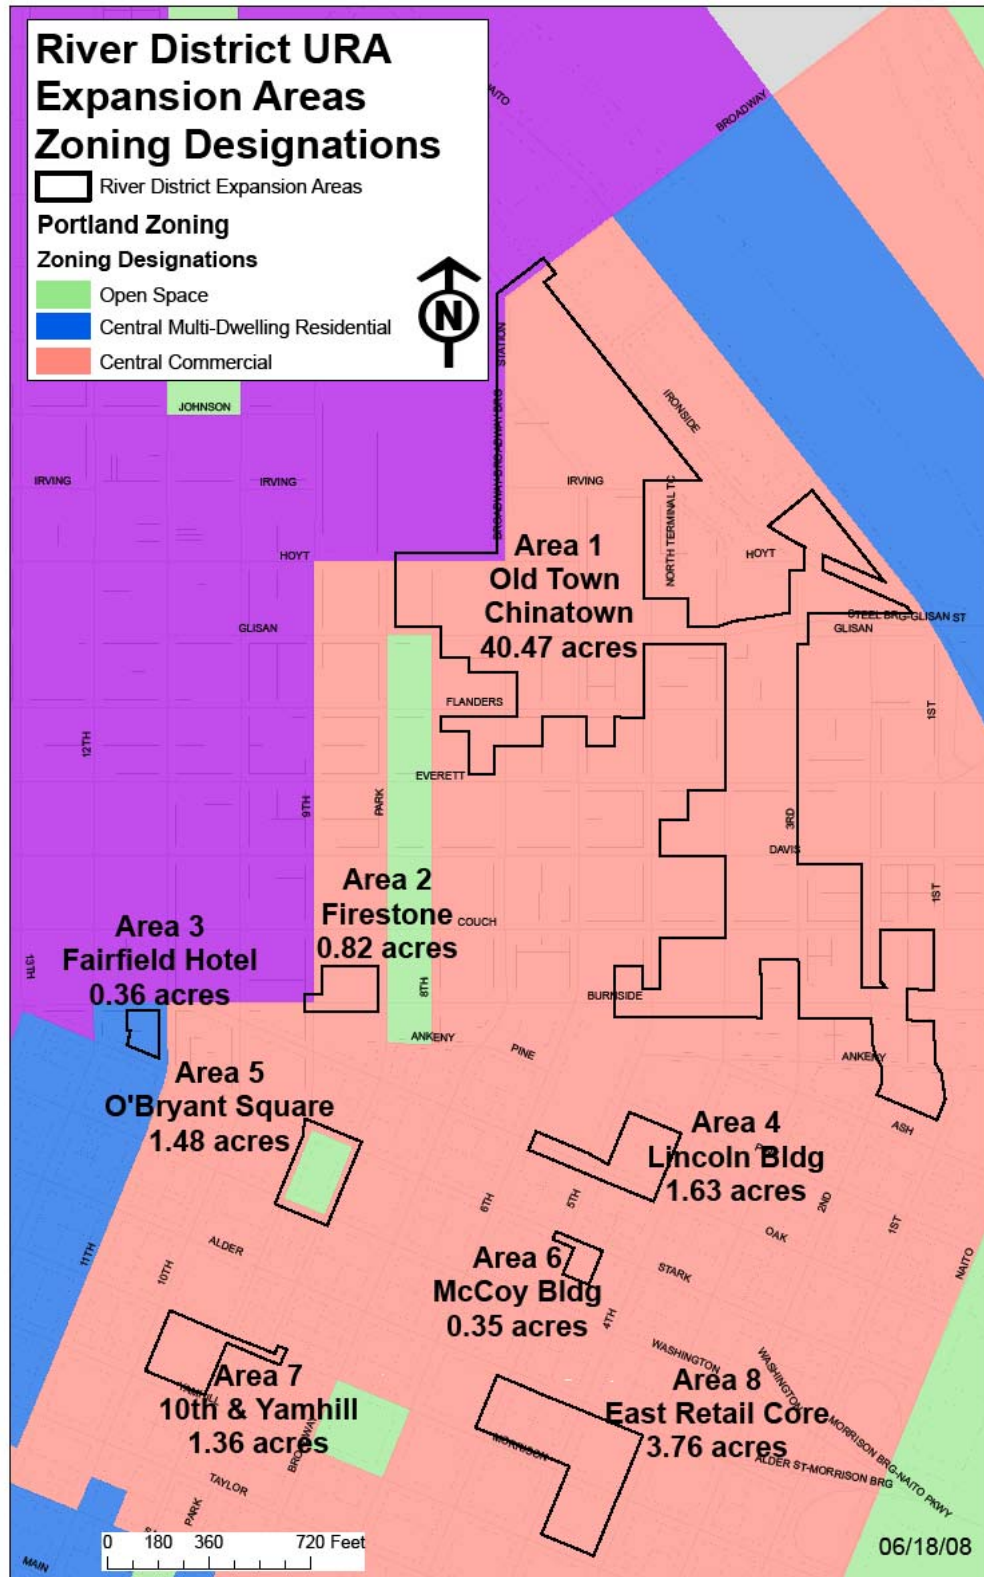 River District URA
Expansion Areas
Zoning Designations
River District Expansion Areas
Portland Zoning
Zoning Designations
Open Space
Central Multi-Dwelling Residential
Central Commercial
N
BROADWAY
STATION
JOHNSON
IRONSIDE
IRVING
IRVING
IRVING
NORTH TERMINAL TC
HOYT
HOYT
Area 1
Old Town
Chinatown
40.47 acres
STEEL BRG-GLISAN ST
GLISAN
GLISAN
FLANDERS
1ST
12TH
EVERETT
9TH
PARK
3RD
DAVIS
Area 2
Firestone
0.82 acres
COUCH
1ST
Area 3
Fairfield Hotel
0.36 acres
13TH
8TH
BURNSIDE
ANKENY
PINE
ANKENY
Area 5
O'Bryant Square
1.48 acres
ASH
Area 4
Lincoln Bldg
1.63 acres
6TH
5TH
2ND
1ST
OAK
ALDER
11TH
10TH
STARK
NAITO
Area 6
McCoy Bldg
0.35 acres
4TH
WASHINGTON
WASHINGTON
MORRISON BRG-NAITO PKWY
Area 7
10th & Yamhill
1.36 acres
YAMHILL
BROADWAY
Area 8
East Retail Core
3.76 acres
MORRISON
ALDER ST-MORRISON BRG
TAYLOR
PARK
MAIN
0 180 360 720 Feet
06/18/08